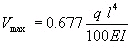 V_max = 0.677 q l^4 / 100EI